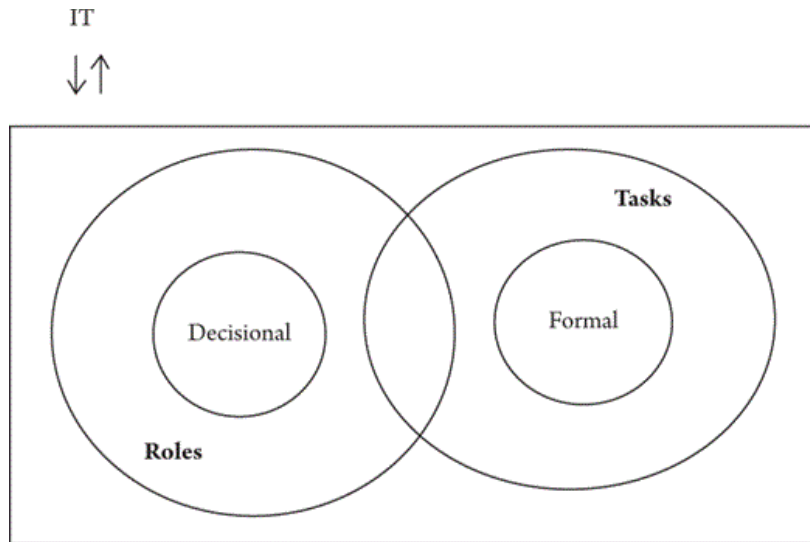 IT
Tasks
Decisional
Formal
Roles